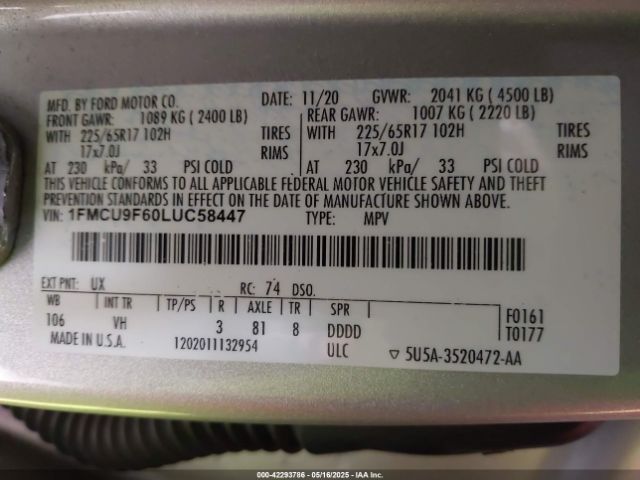 MFD. BY FORD MOTOR CO. DATE: 11/20 GVWR: 2041 KG ( 4500 LB)
FRONT GAWR: 1089 KG ( 2400 LB) REAR GAWR: 1007 KG ( 2220 LB)
WITH 225/65R17 102H TIRES WITH 225/65R17 102H TIRES
17x7.0J RIMS 17x7.0J RIMS
AT 230 kPa/ 33 PSI COLD AT 230 kPa/ 33 PSI COLD
THIS VEHICLE CONFORMS TO ALL APPLICABLE FEDERAL MOTOR VEHICLE SAFETY AND THEFT
PREVENTION STANDARDS IN EFFECT ON THE DATE OF MANUFACTURE SHOWN ABOVE.
VIN: 1FMCU9F60LUC58447 TYPE: MPV
EXT PNT: UX RC: 74 DSO:
WB INT TR TP/PS R AXLE TR SPR F0161
106 VH 3 81 8 DDDD T0177
MADE IN U.S.A. 1202011132954 ULC ▽ 5U5A-3520472-AA
000-42293786 - 05/16/2025 - IAA Inc.